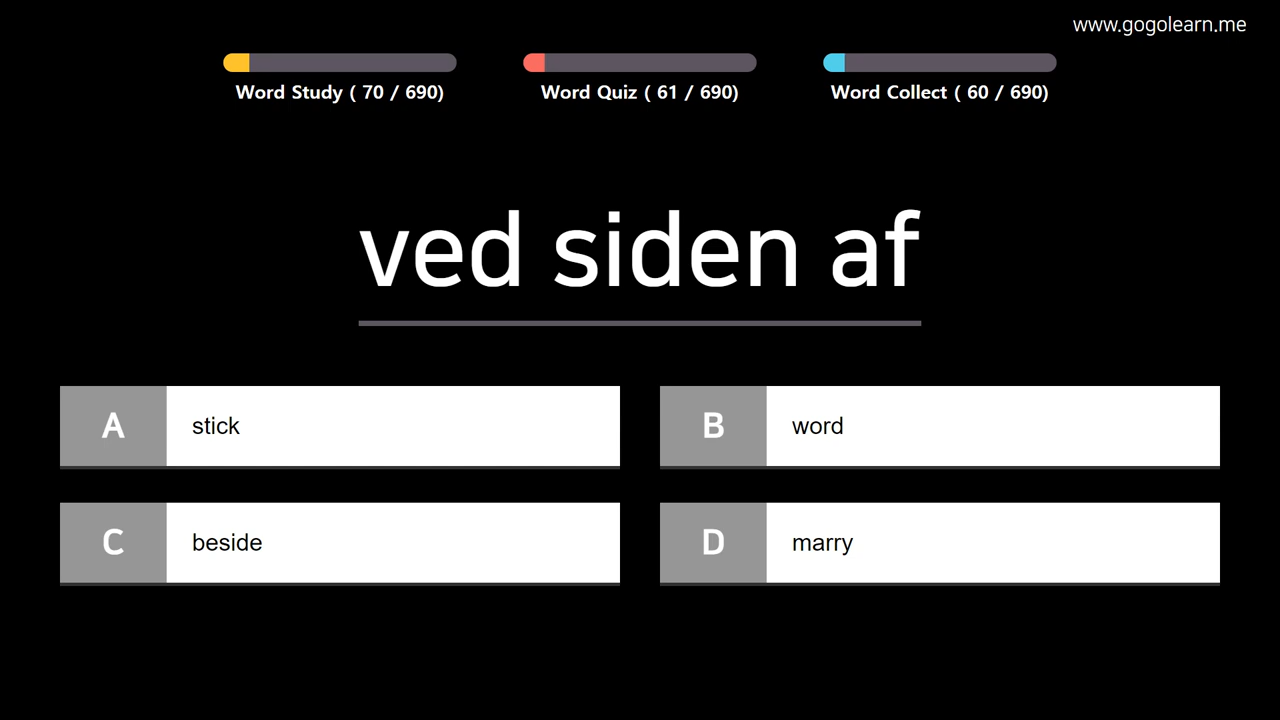 www.gogolearn.me
Word Study ( 70 / 690)
Word Quiz ( 61 / 690)
Word Collect ( 60 / 690)
ved siden af
A stick
B word
C beside
D marry